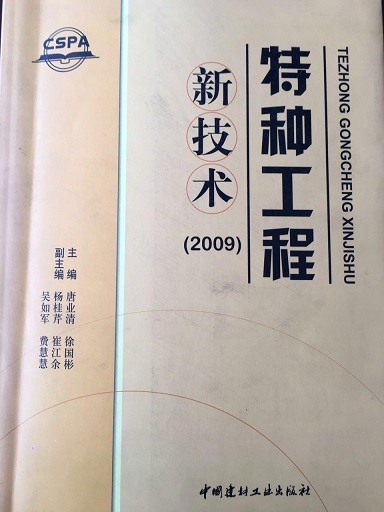 CSPA
特种工程
TEZHONG GONGCHENG XINJISHU
新技术
(2009)
主编 唐业清 徐国彬
副主编 杨桂芹 崔江余
吴如军 费慧慧
中国建材工业出版社